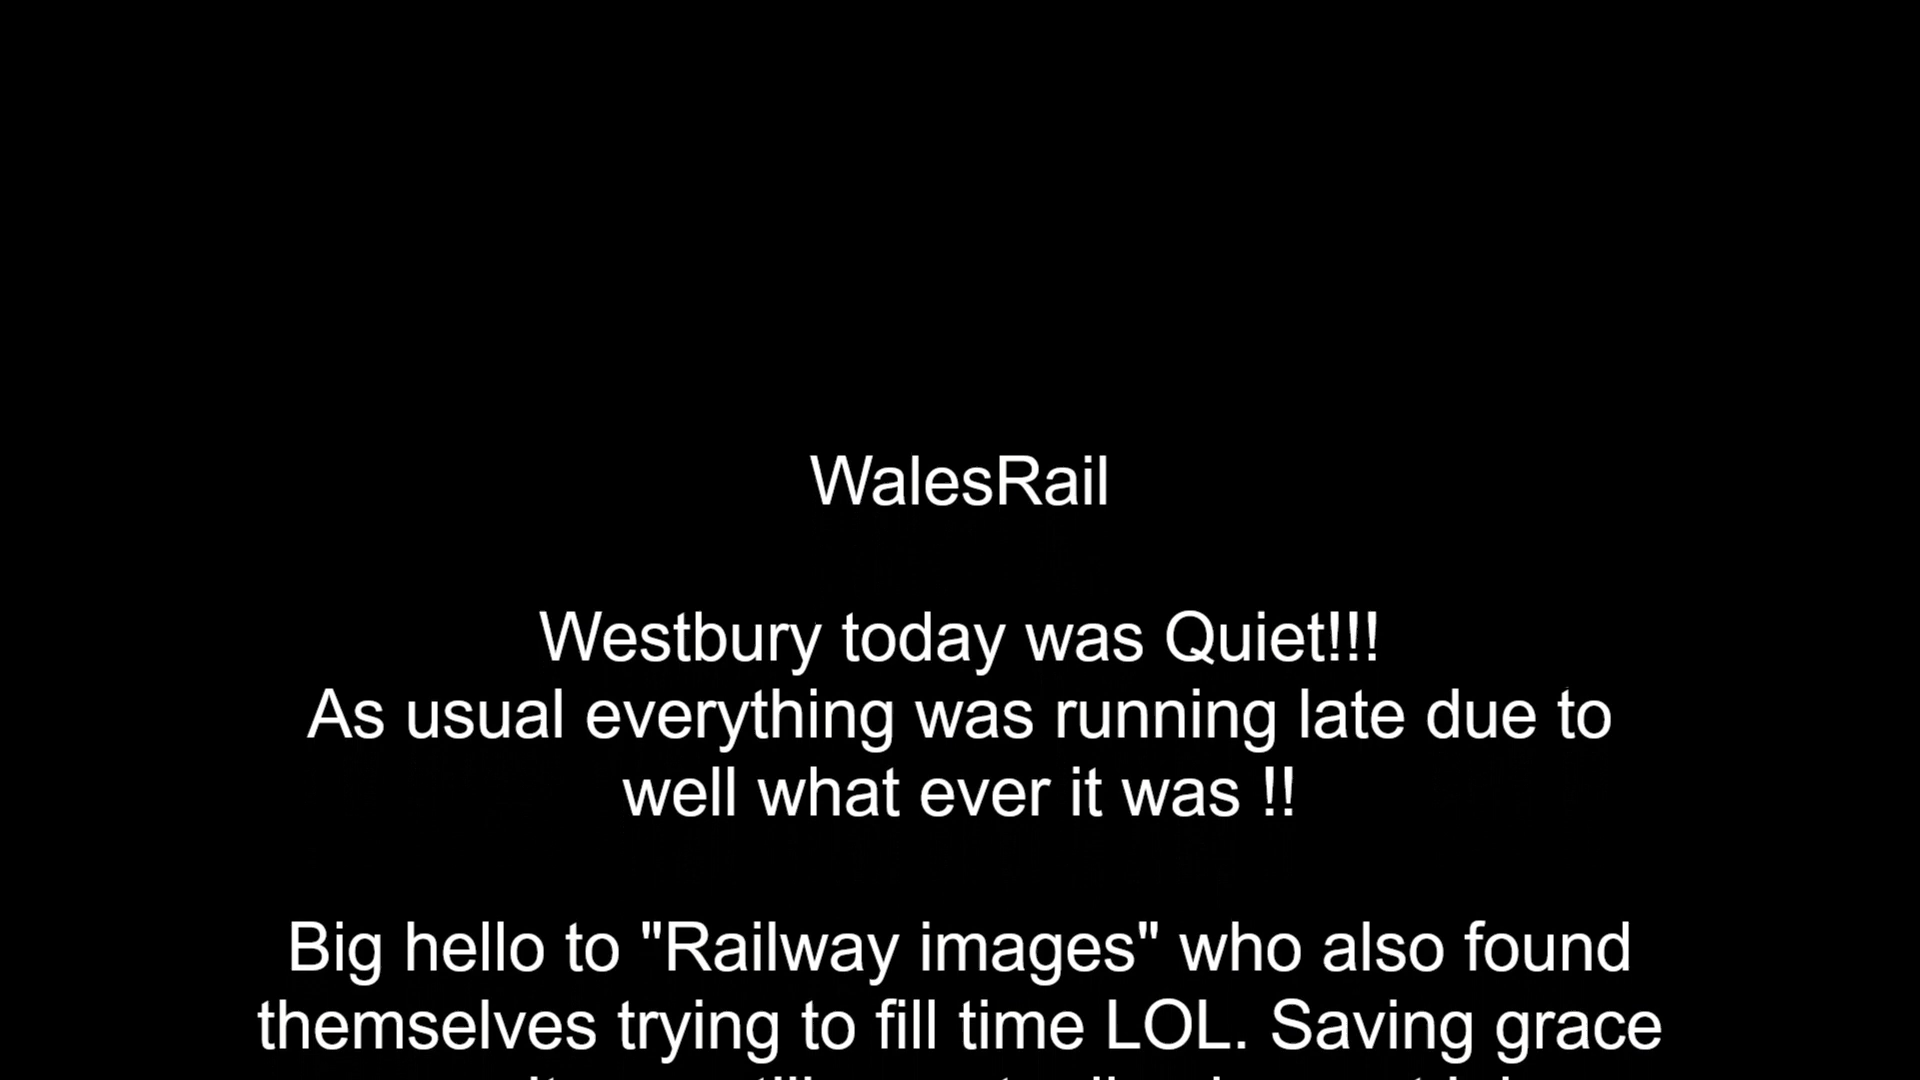 WalesRail
Westbury today was Quiet!!!
As usual everything was running late due to
well what ever it was !!
Big hello to "Railway images" who also found
themselves trying to fill time LOL. Saving grace